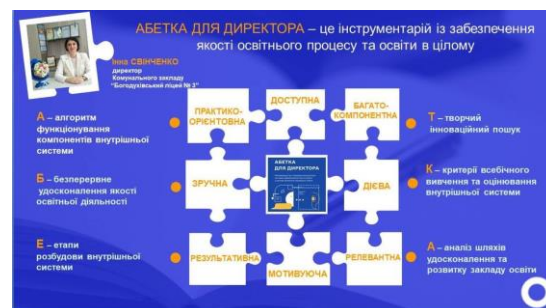 АБЕТКА ДЛЯ ДИРЕКТОРА – це інструментарій із забезпечення
якості освітнього процесу та освіти в цілому
Інна СВІНЧЕНКО
директор
Комунального закладу
"Богодухівський ліцей № 3"
А – алгоритм
функціонування
компонентів внутрішньої
системи
Б – безперервне
удосконалення якості
освітньої діяльності
Е – етапи
розбудови внутрішньої
системи
ПРАКТИКО-
ОРІЄНТОВНА
ДОСТУПНА
БАГАТО-
КОМПОНЕНТНА
ЗРУЧНА
АБЕТКА
ДЛЯ ДИРЕКТОРА
ДІЄВА
РЕЗУЛЬТАТИВНА
МОТИВУЮЧА
РЕЛЕВАНТНА
Т – творчий
інноваційний пошук
К – критерії всебічного
вивчення та оцінювання
внутрішньої системи
А – аналіз шляхів
удосконалення та
розвитку закладу освіти